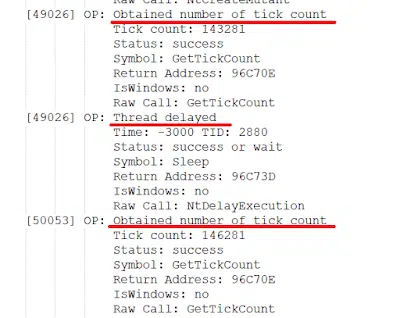 Raw Call: NtCreateMutant
[49026] OP: Obtained number of tick count
Tick count: 143281
Status: success
Symbol: GetTickCount
Return Address: 96C70E
IsWindows: no
Raw Call: GetTickCount
[49026] OP: Thread delayed
Time: -3000 TID: 2880
Status: success or wait
Symbol: Sleep
Return Address: 96C73D
IsWindows: no
Raw Call: NtDelayExecution
[50053] OP: Obtained number of tick count
Tick count: 146281
Status: success
Symbol: GetTickCount
Return Address: 96C70E
IsWindows: no
Raw Call: GetTickCount